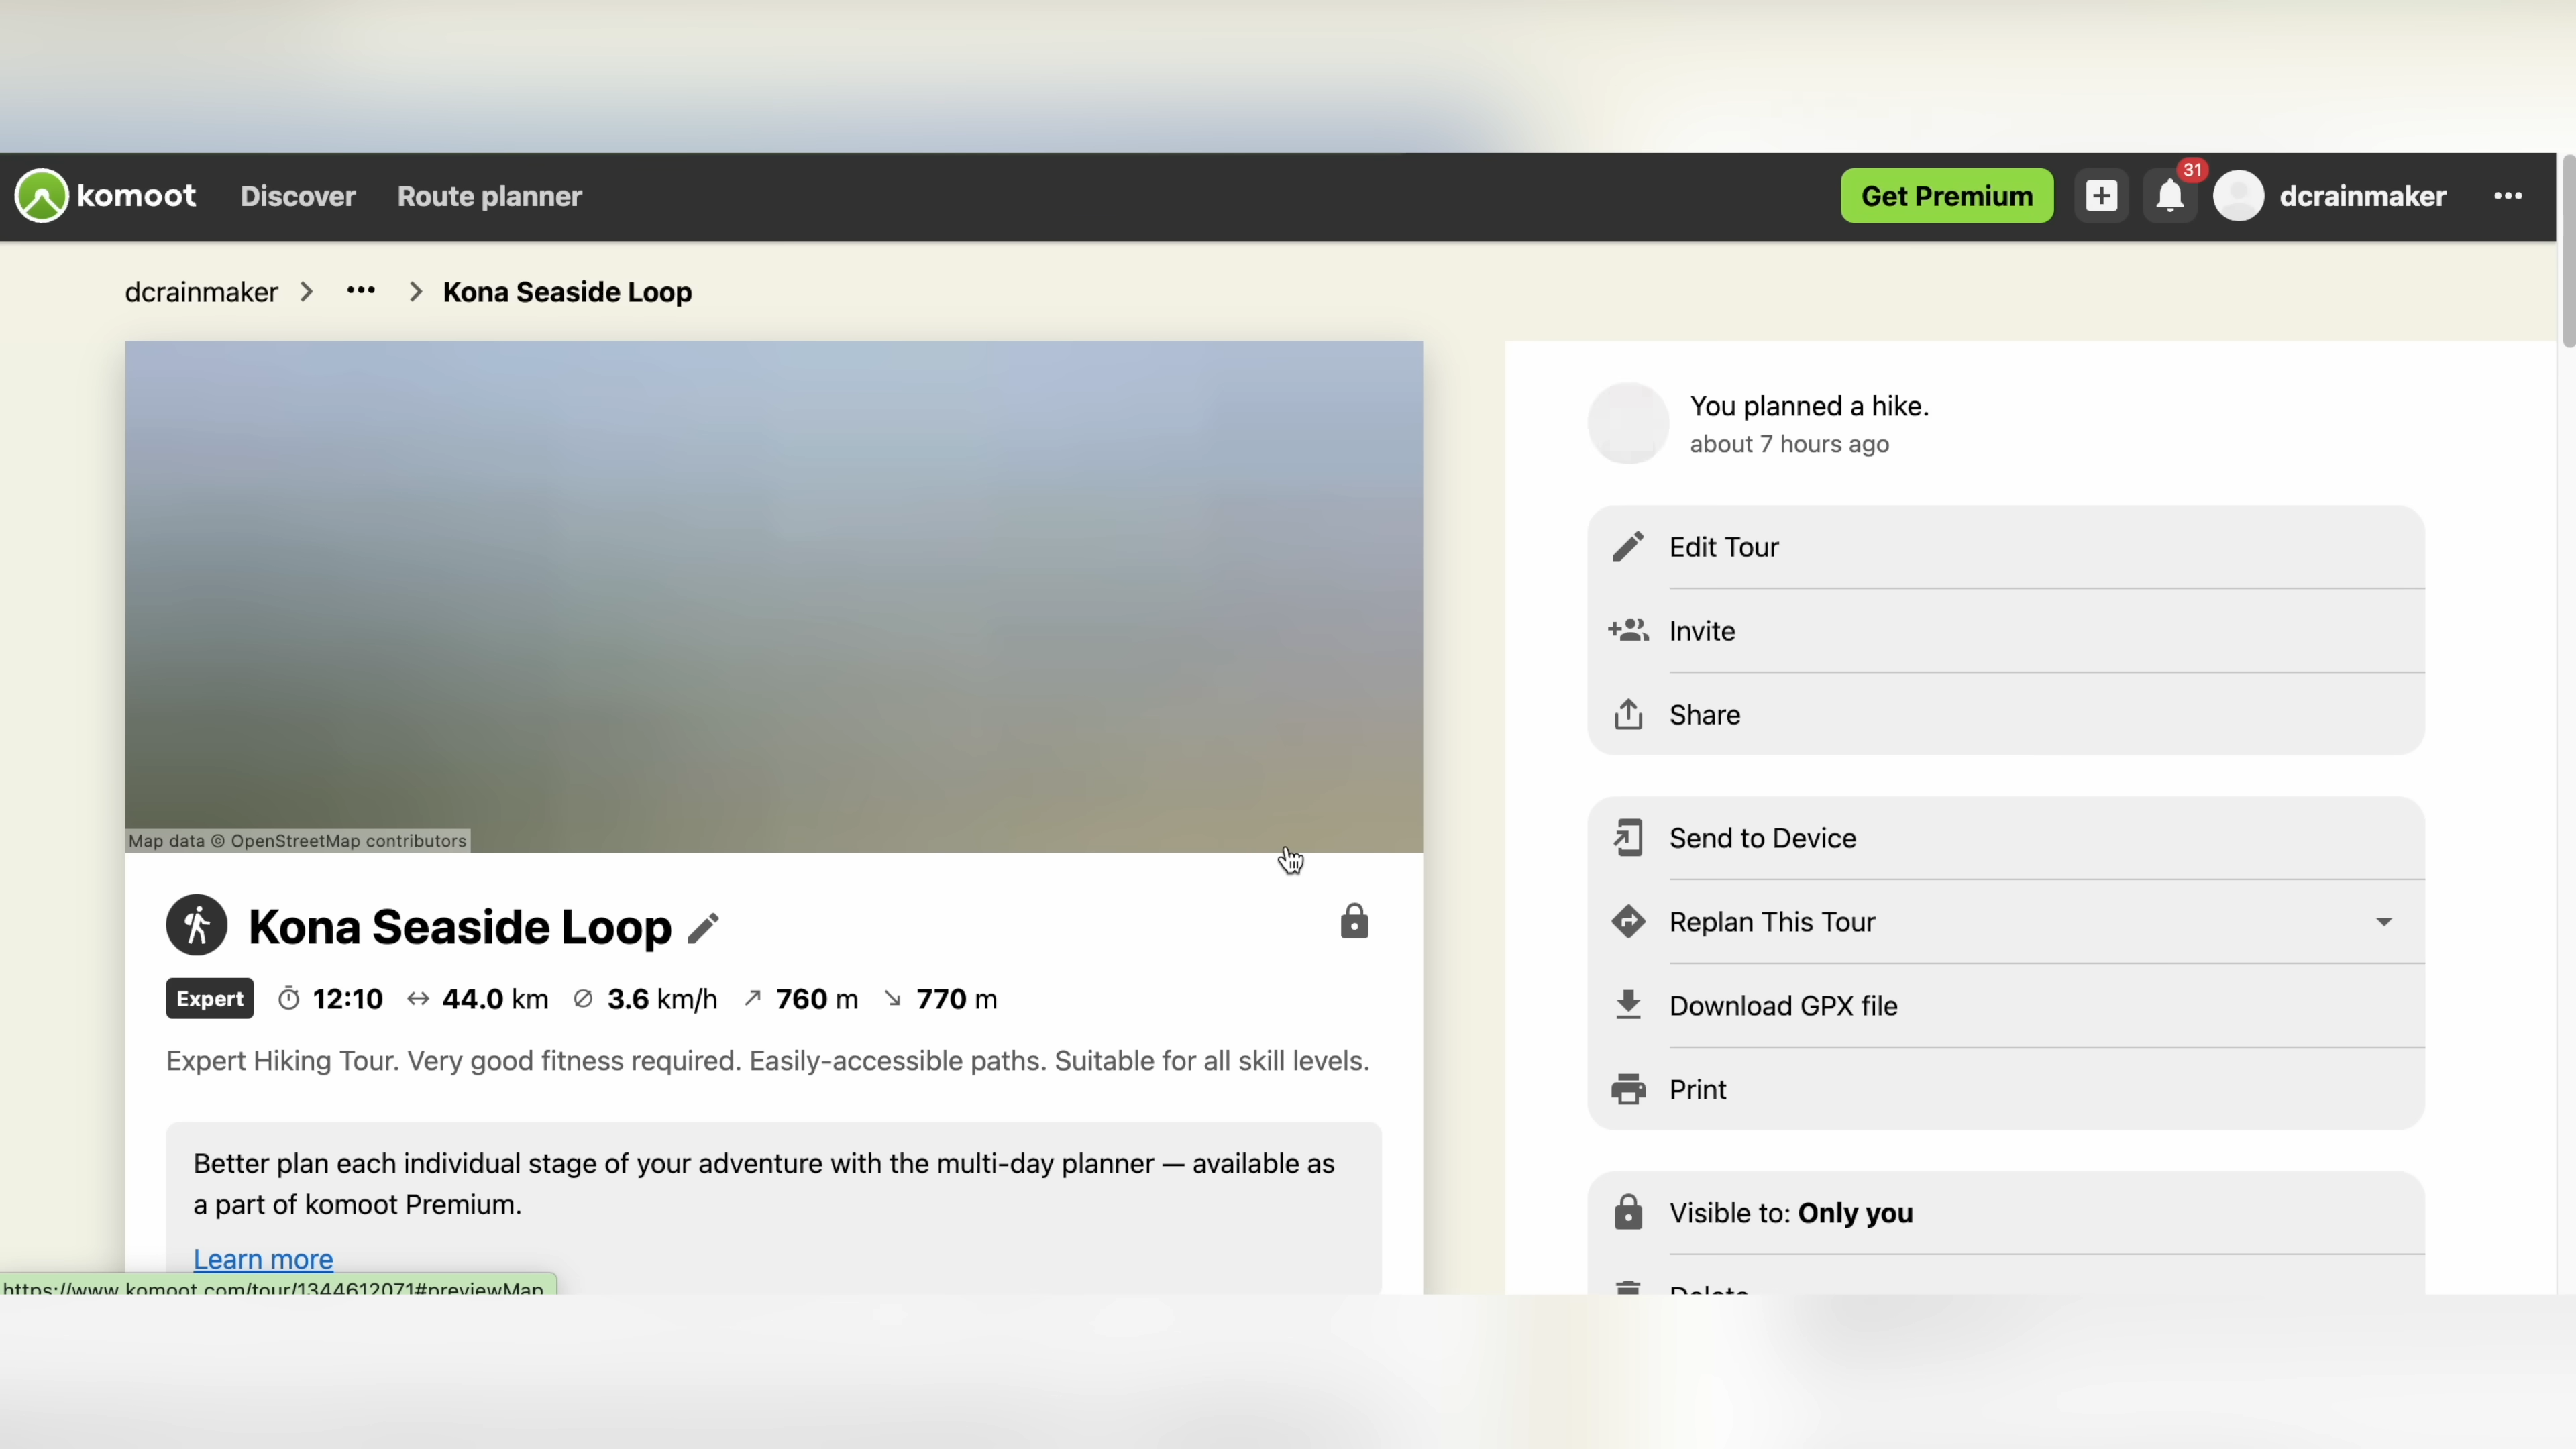 komoot Discover Route planner Get Premium 31 dcrainmaker ...
dcrainmaker > ... > Kona Seaside Loop
Map data © OpenStreetMap contributors
Kona Seaside Loop
Expert 12:10 ↔ 44.0 km ∅ 3.6 km/h ↗ 760 m ↘ 770 m
Expert Hiking Tour. Very good fitness required. Easily-accessible paths. Suitable for all skill levels.
Better plan each individual stage of your adventure with the multi-day planner — available as
a part of komoot Premium.
Learn more
https://www.komoot.com/tour/1344612071#previewMap
You planned a hike.
about 7 hours ago
Edit Tour
Invite
Share
Send to Device
Replan This Tour
Download GPX file
Print
Visible to: Only you
Delete